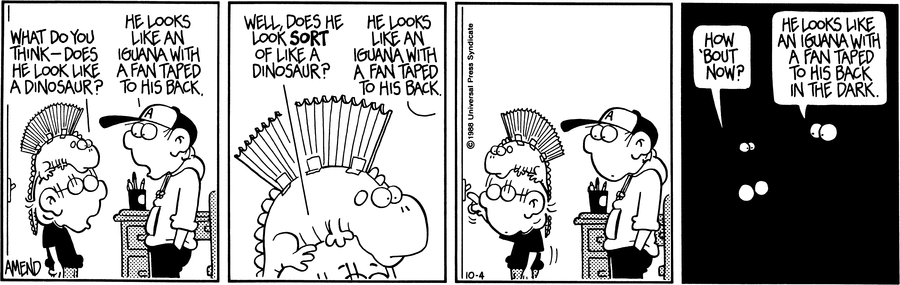 WHAT DO YOU
THINK—DOES
HE LOOK LIKE
A DINOSAUR?
HE LOOKS
LIKE AN
IGUANA WITH
A FAN TAPED
TO HIS BACK.
A
AMEND
WELL, DOES HE
LOOK SORT
OF LIKE A
DINOSAUR?
HE LOOKS
LIKE AN
IGUANA WITH
A FAN TAPED
TO HIS BACK.
©1988 Universal Press Syndicate
A
10-4
HOW
'BOUT
NOW?
HE LOOKS LIKE
AN IGUANA WITH
A FAN TAPED
TO HIS BACK
IN THE DARK.